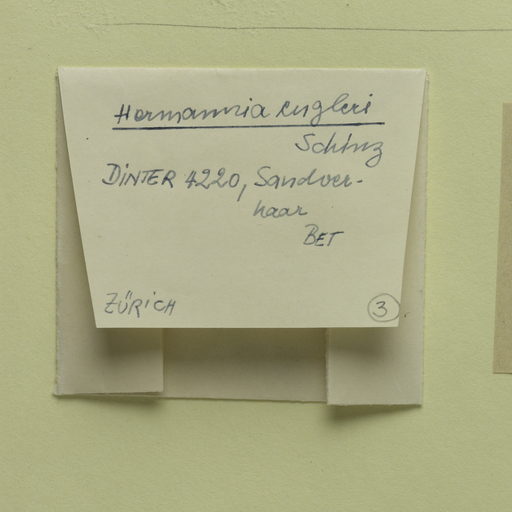 Hermannia engleri
Schinz
DINTER 4220, Sandver-
haar
BET
ZÜRICH
3